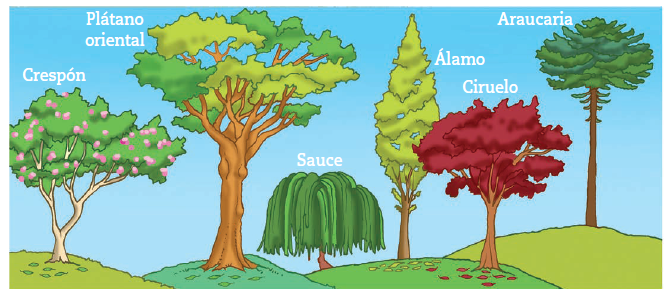 Plátano
oriental
Araucaria
Álamo
Crespón
Ciruelo
Sauce